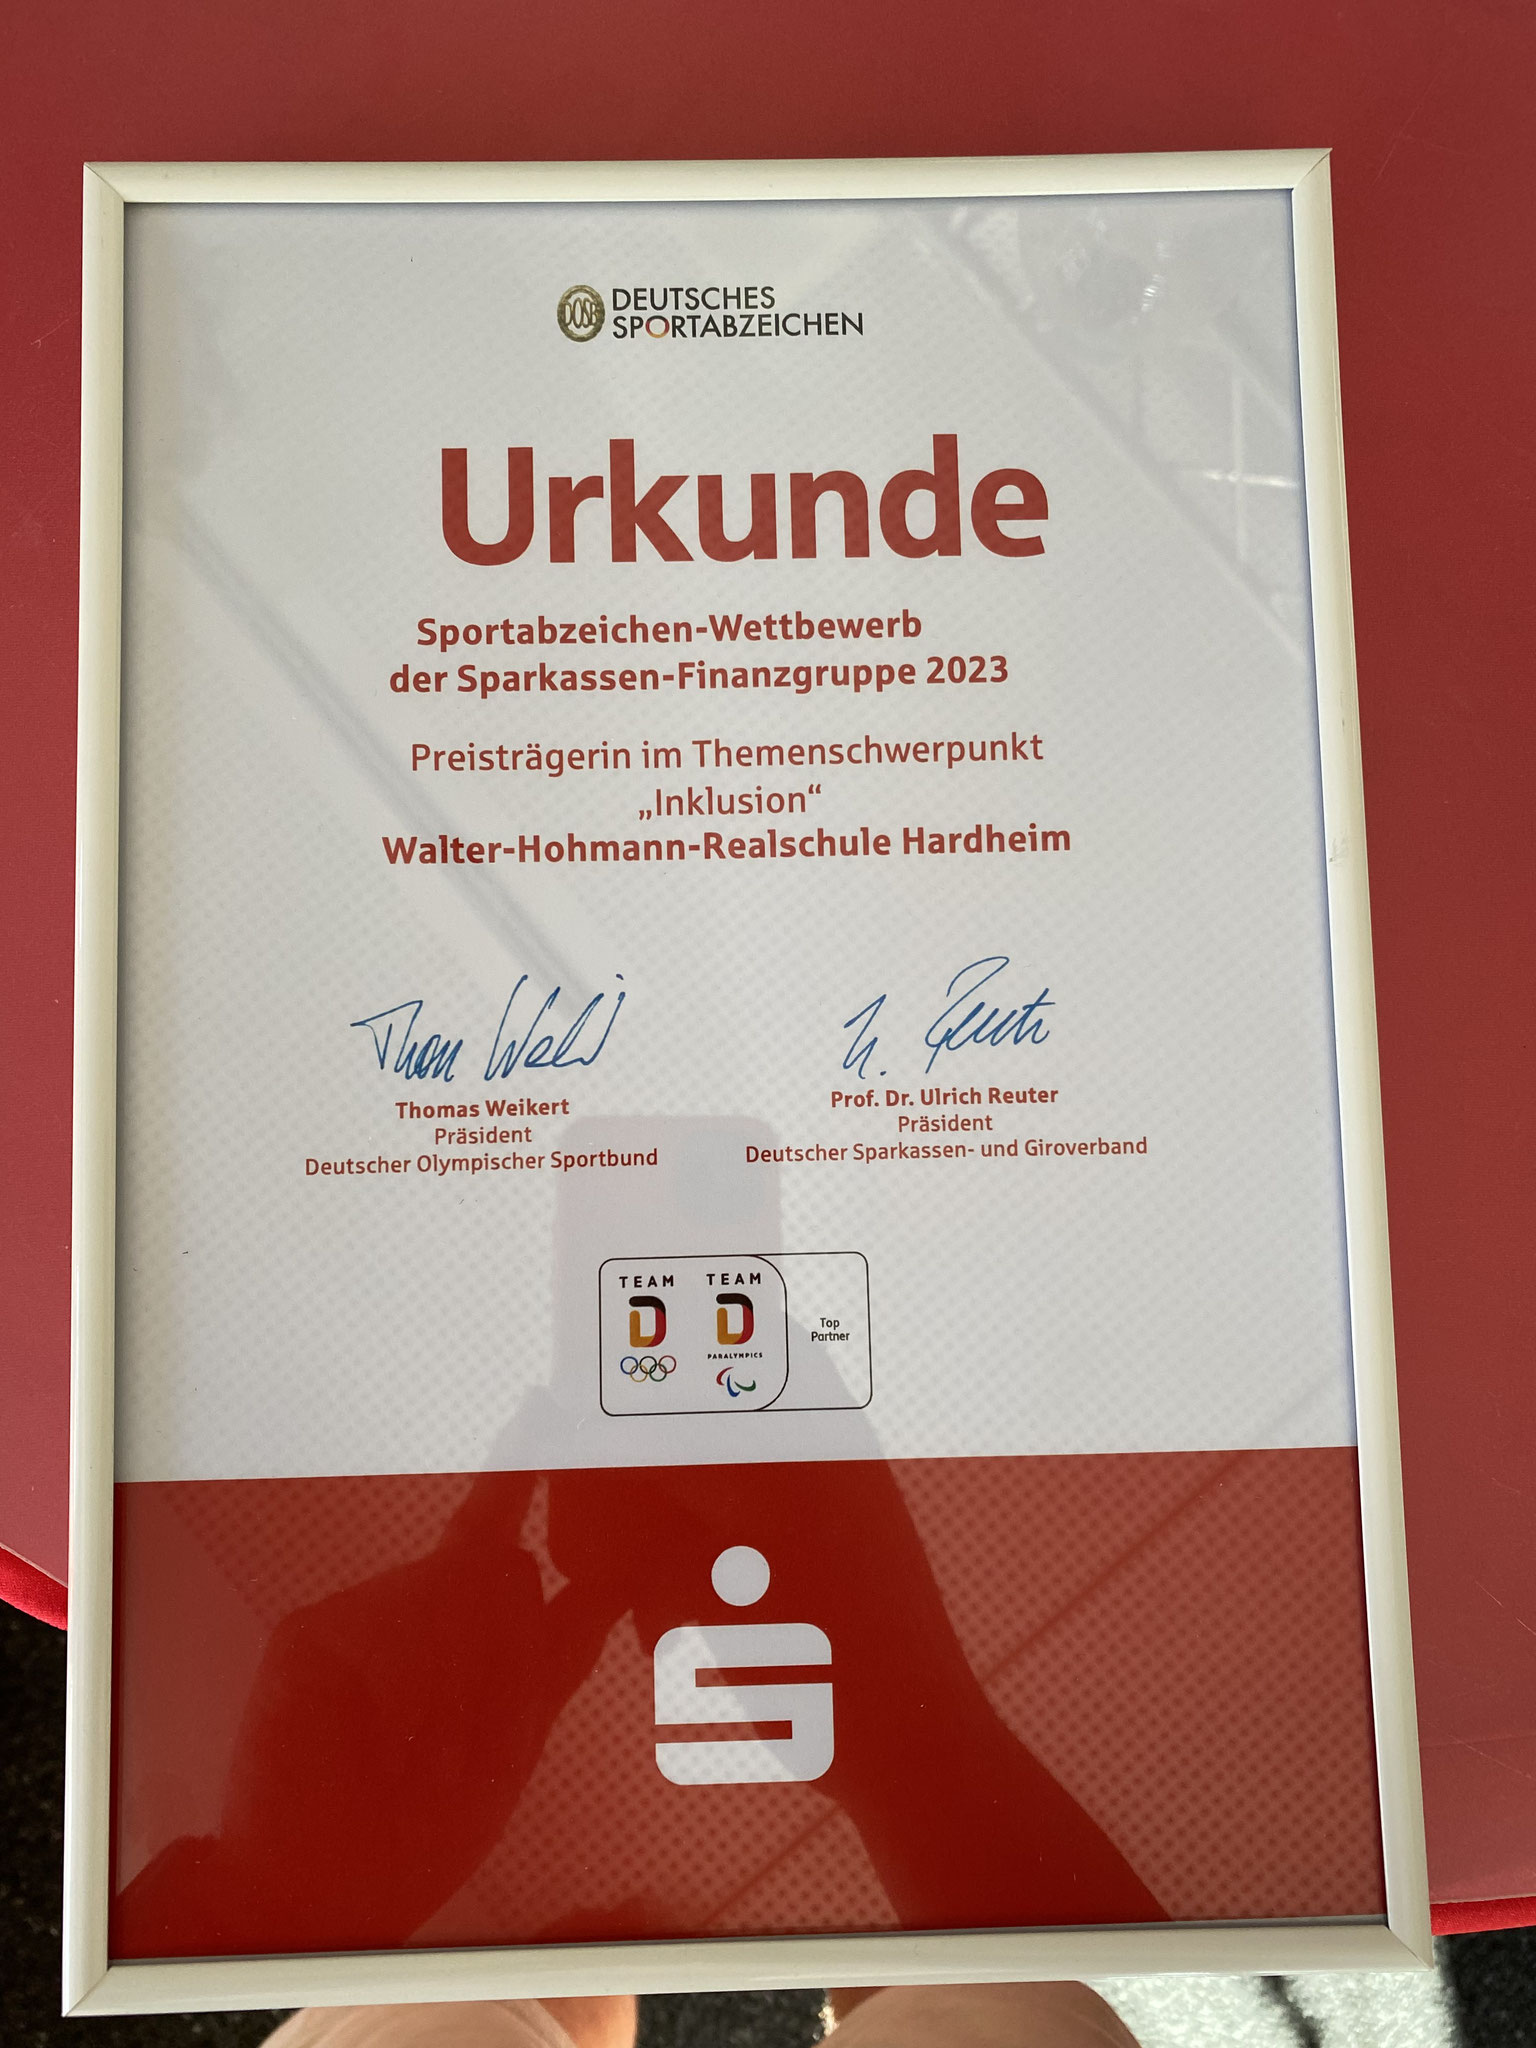 DOSB
DEUTSCHES
SPORTABZEICHEN
Urkunde
Sportabzeichen-Wettbewerb
der Sparkassen-Finanzgruppe 2023
Preisträgerin im Themenschwerpunkt
„Inklusion“
Walter-Hohmann-Realschule Hardheim
Thomas Weikert
Präsident
Deutscher Olympischer Sportbund
Prof. Dr. Ulrich Reuter
Präsident
Deutscher Sparkassen- und Giroverband
TEAM
D
TEAM
D
PARALYMPICS
Top
Partner